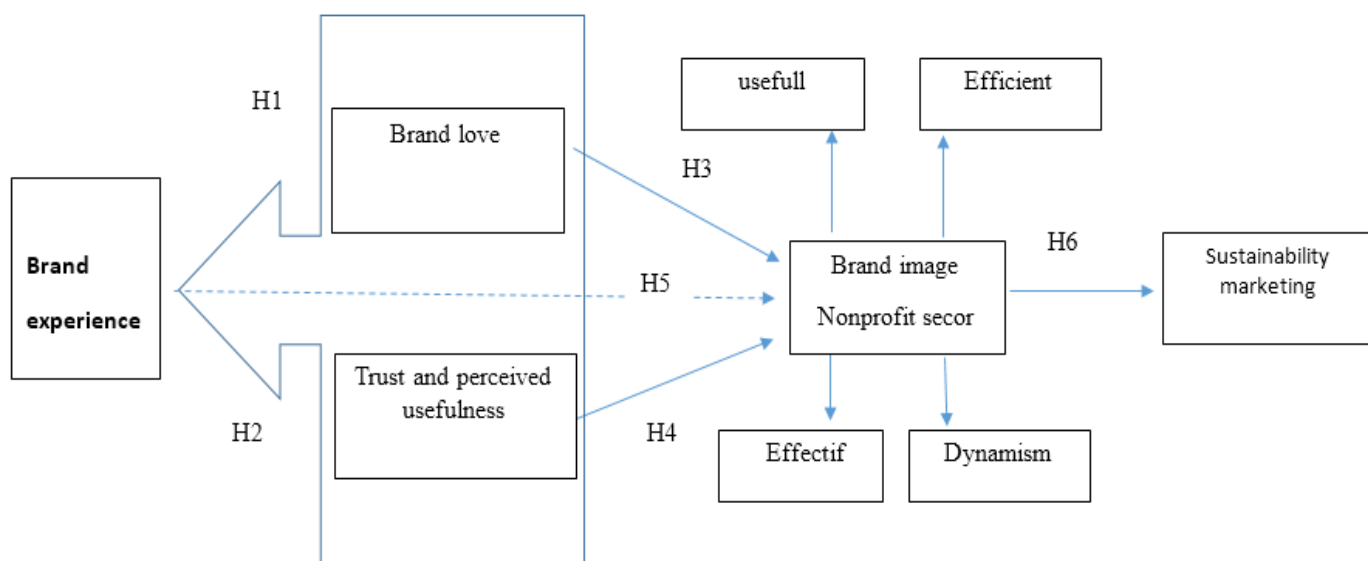 usefull
Efficient
H1
Brand love
H3
Brand
experience
H5
Brand image
Nonprofit secor
H6
Sustainability
marketing
Trust and perceived
usefulness
H2
H4
Effectif
Dynamism